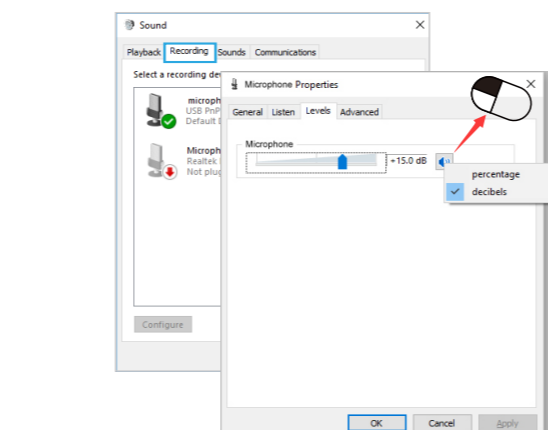 Sound
Playback Recording Sounds Communications
Select a recording de
microph
USB PnP
Default
Microph
Realtek
Not plug
Configure
Microphone Properties
General Listen Levels Advanced
Microphone
+15.0 dB
percentage
decibels
OK Cancel Apply